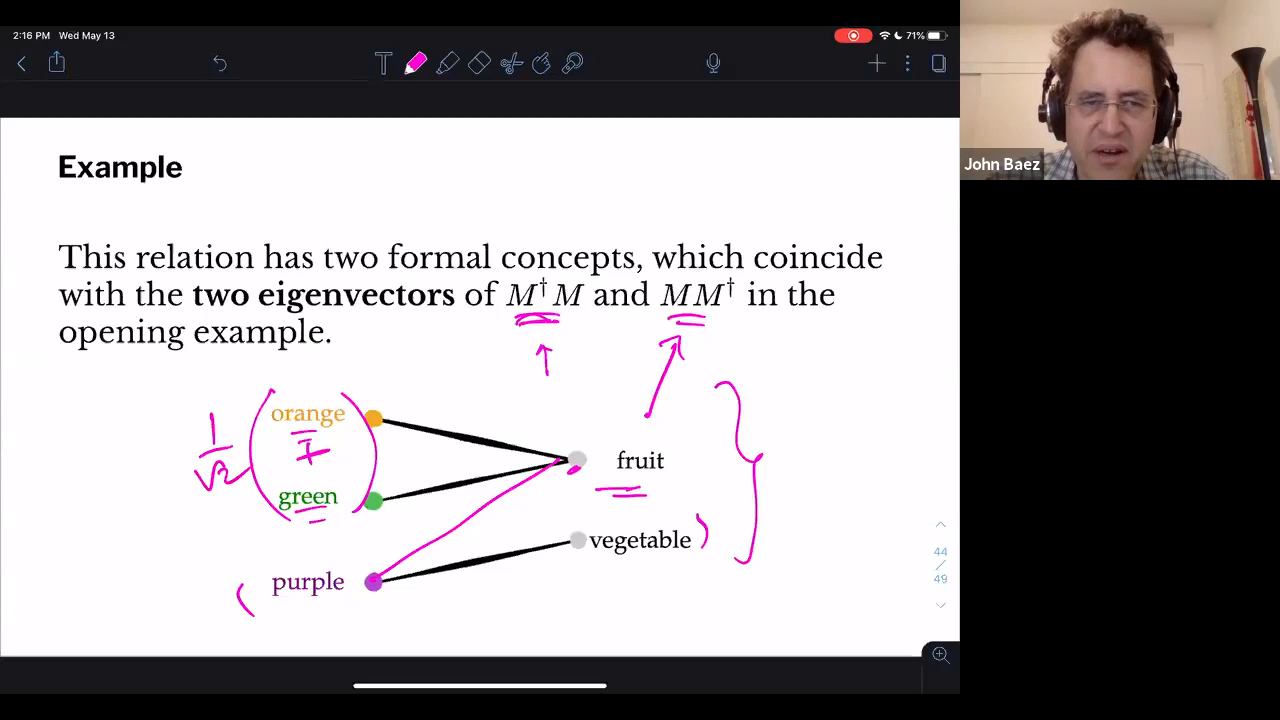 2:16 PM Wed May 13
71%
T
John Baez
Example
This relation has two formal concepts, which coincide
with the two eigenvectors of M†M and MM† in the
opening example.
orange
+
green
1
√2
fruit
vegetable )
( purple
44
/
49